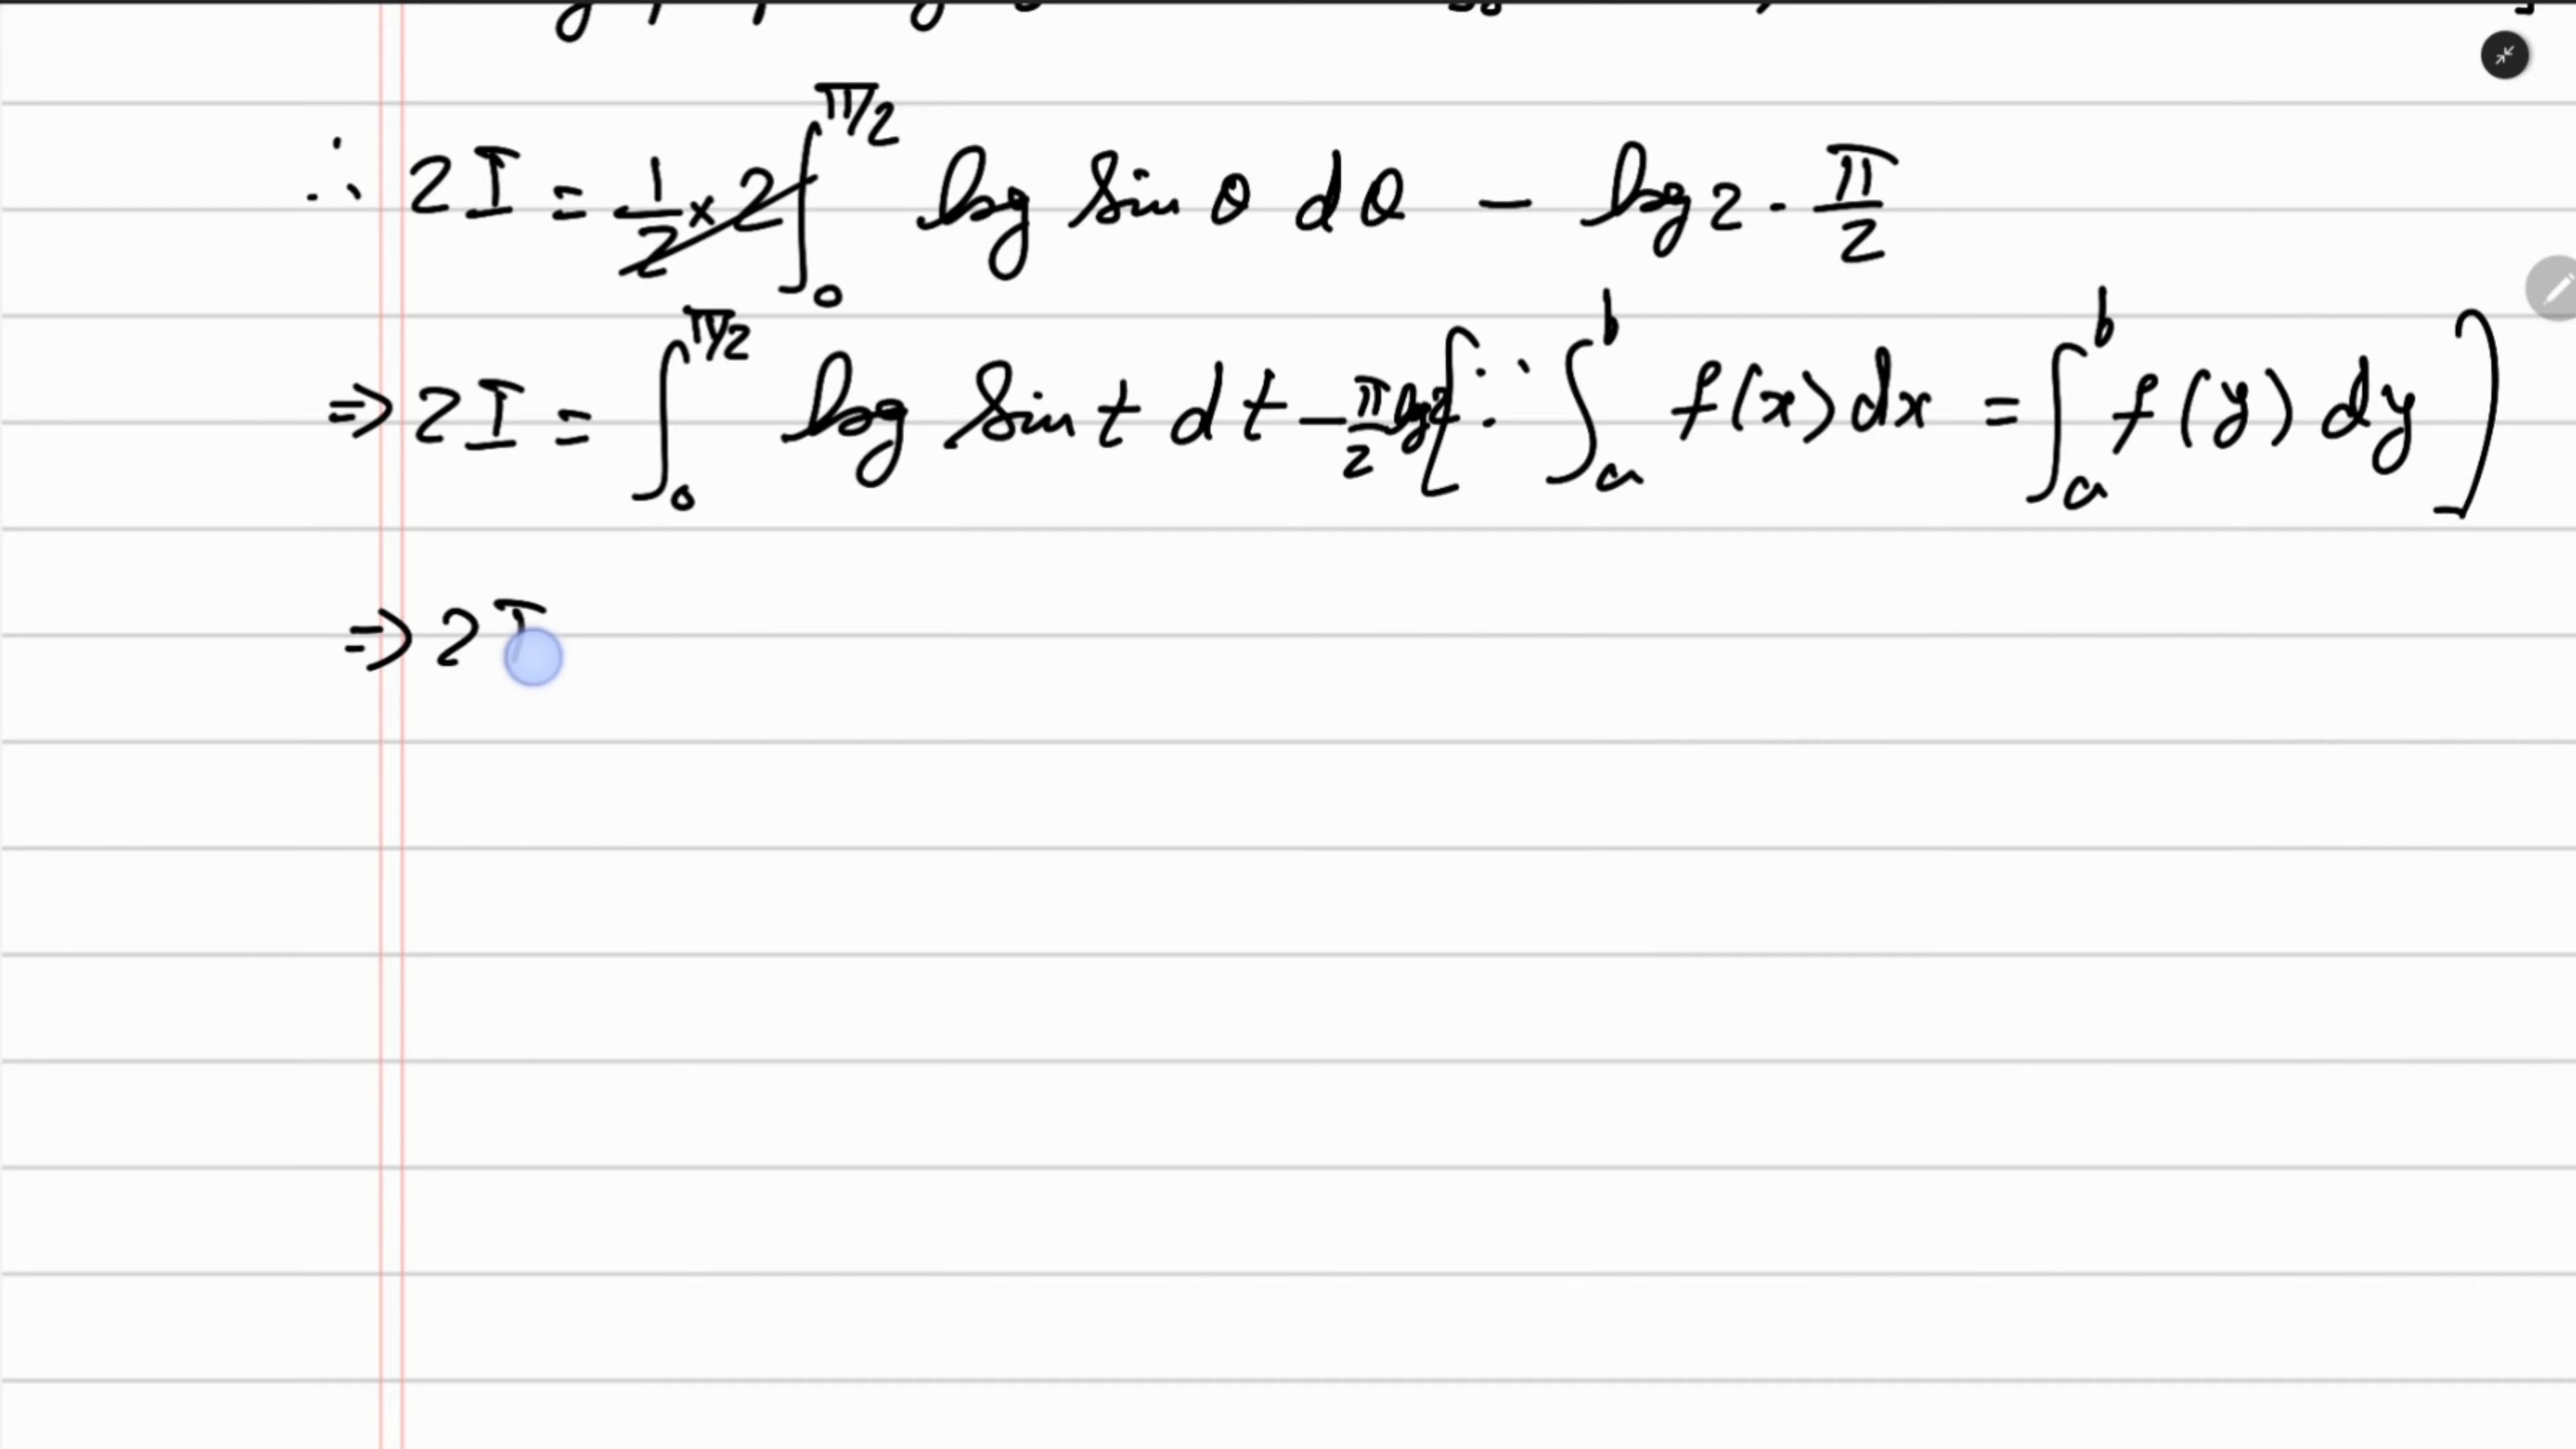 ∴ 2I = 1/2 × 2 ∫₀^(π/2) log sin θ dθ − log 2 · π/2
⇒ 2I = ∫₀^(π/2) log sin t dt − π/2 log 2 [∵ ∫ₐᵇ f(x) dx = ∫ₐᵇ f(y) dy]
⇒ 2I